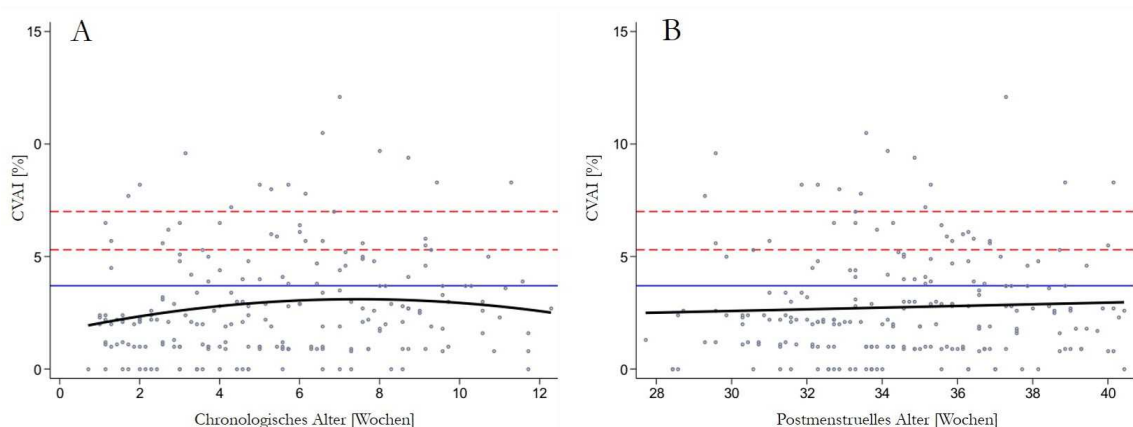 A
15
0
5
0
CVAI [%]
0 2 4 6 8 10 12
Chronologisches Alter [Wochen]
B
15
10
5
0
CVAI [%]
28 30 32 34 36 38 40
Postmenstruelles Alter [Wochen]